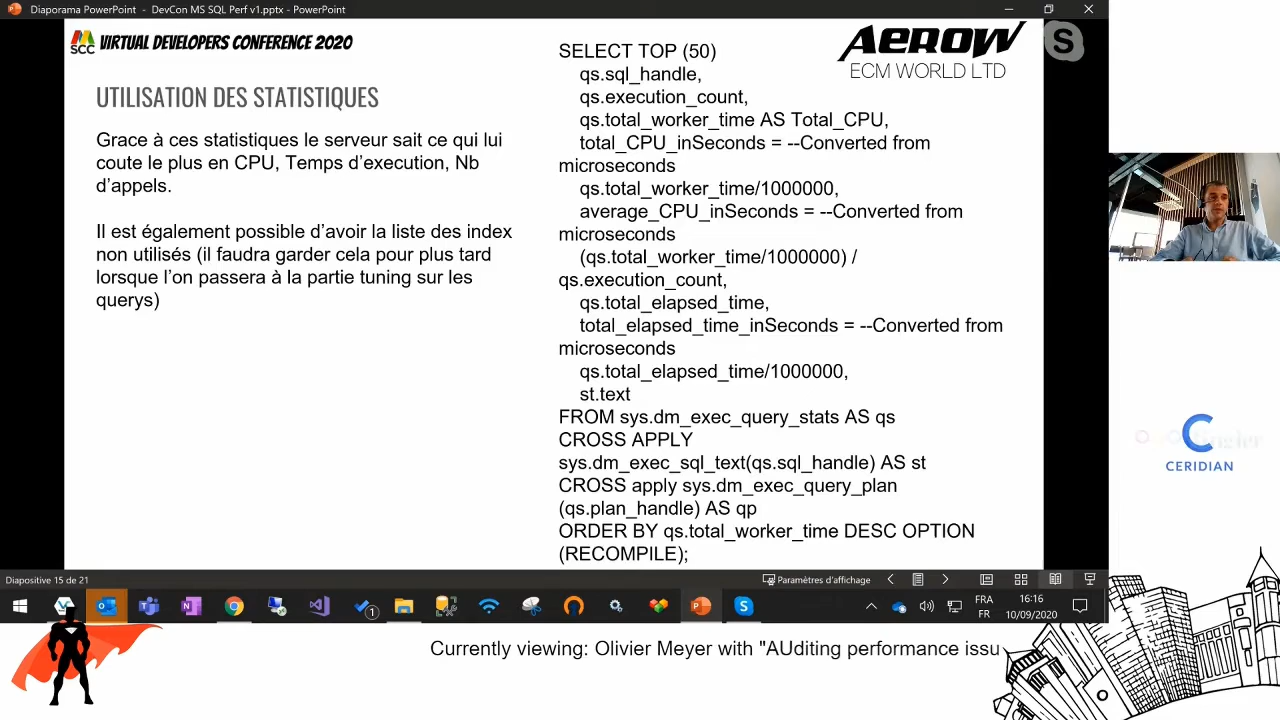 Diaporama PowerPoint - DevCon MS SQL Perf v1.pptx - PowerPoint
SCC
VIRTUAL DEVELOPERS CONFERENCE 2020
AEROW
ECM WORLD LTD
S
UTILISATION DES STATISTIQUES
Grace à ces statistiques le serveur sait ce qui lui
coute le plus en CPU, Temps d'execution, Nb
d'appels.
Il est également possible d'avoir la liste des index
non utilisés (il faudra garder cela pour plus tard
lorsque l'on passera à la partie tuning sur les
querys)
SELECT TOP (50)
qs.sql_handle,
qs.execution_count,
qs.total_worker_time AS Total_CPU,
total_CPU_inSeconds = --Converted from
microseconds
qs.total_worker_time/1000000,
average_CPU_inSeconds = --Converted from
microseconds
(qs.total_worker_time/1000000) /
qs.execution_count,
qs.total_elapsed_time,
total_elapsed_time_inSeconds = --Converted from
microseconds
qs.total_elapsed_time/1000000,
st.text
FROM sys.dm_exec_query_stats AS qs
CROSS APPLY
sys.dm_exec_sql_text(qs.sql_handle) AS st
CROSS apply sys.dm_exec_query_plan
(qs.plan_handle) AS qp
ORDER BY qs.total_worker_time DESC OPTION
(RECOMPILE);
CERIDIAN
Diapositive 15 de 21
Paramètres d'affichage
1
FRA
FR
16:16
10/09/2020
Currently viewing: Olivier Meyer with "AUditing performance issu